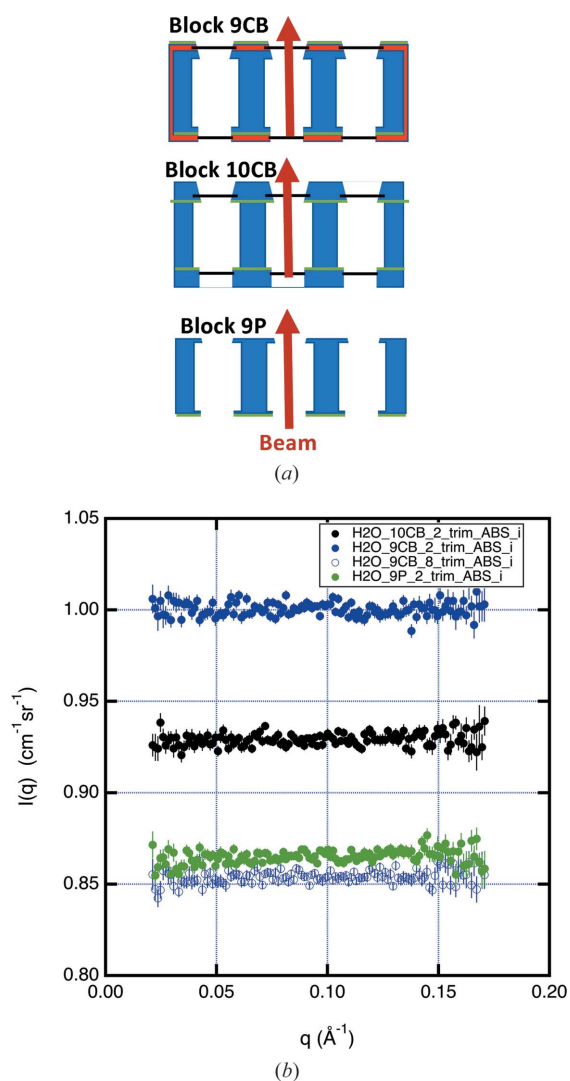 Block 9CB
Block 10CB
Block 9P
Beam
(a)
1.05
1.00
0.95
0.90
0.85
0.80
I(q) (cm⁻¹sr⁻¹)
H2O_10CB_2_trim_ABS_i
H2O_9CB_2_trim_ABS_i
H2O_9CB_8_trim_ABS_i
H2O_9P_2_trim_ABS_i
0.00 0.05 0.10 0.15 0.20
q (Å⁻¹)
(b)